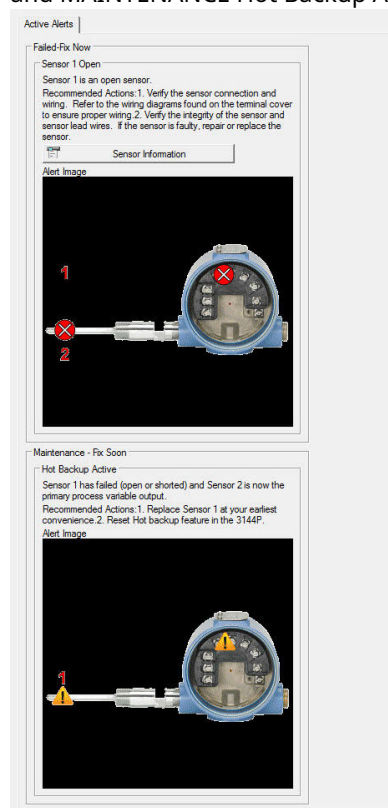 and MAINTENANCE Hot Backup A
Active Alerts
Failed-Fix Now
Sensor 1 Open
Sensor 1 is an open sensor.
Recommended Actions:1. Verify the sensor connection and
wiring. Refer to the wiring diagrams found on the terminal cover
to ensure proper wiring.2. Verify the integrity of the sensor and
sensor lead wires. If the sensor is faulty, repair or replace the
sensor.
Sensor Information
Alert Image
1
2
Maintenance - Fix Soon
Hot Backup Active
Sensor 1 has failed (open or shorted) and Sensor 2 is now the
primary process variable output.
Recommended Actions:1. Replace Sensor 1 at your earliest
convenience.2. Reset Hot backup feature in the 3144P.
Alert Image
1